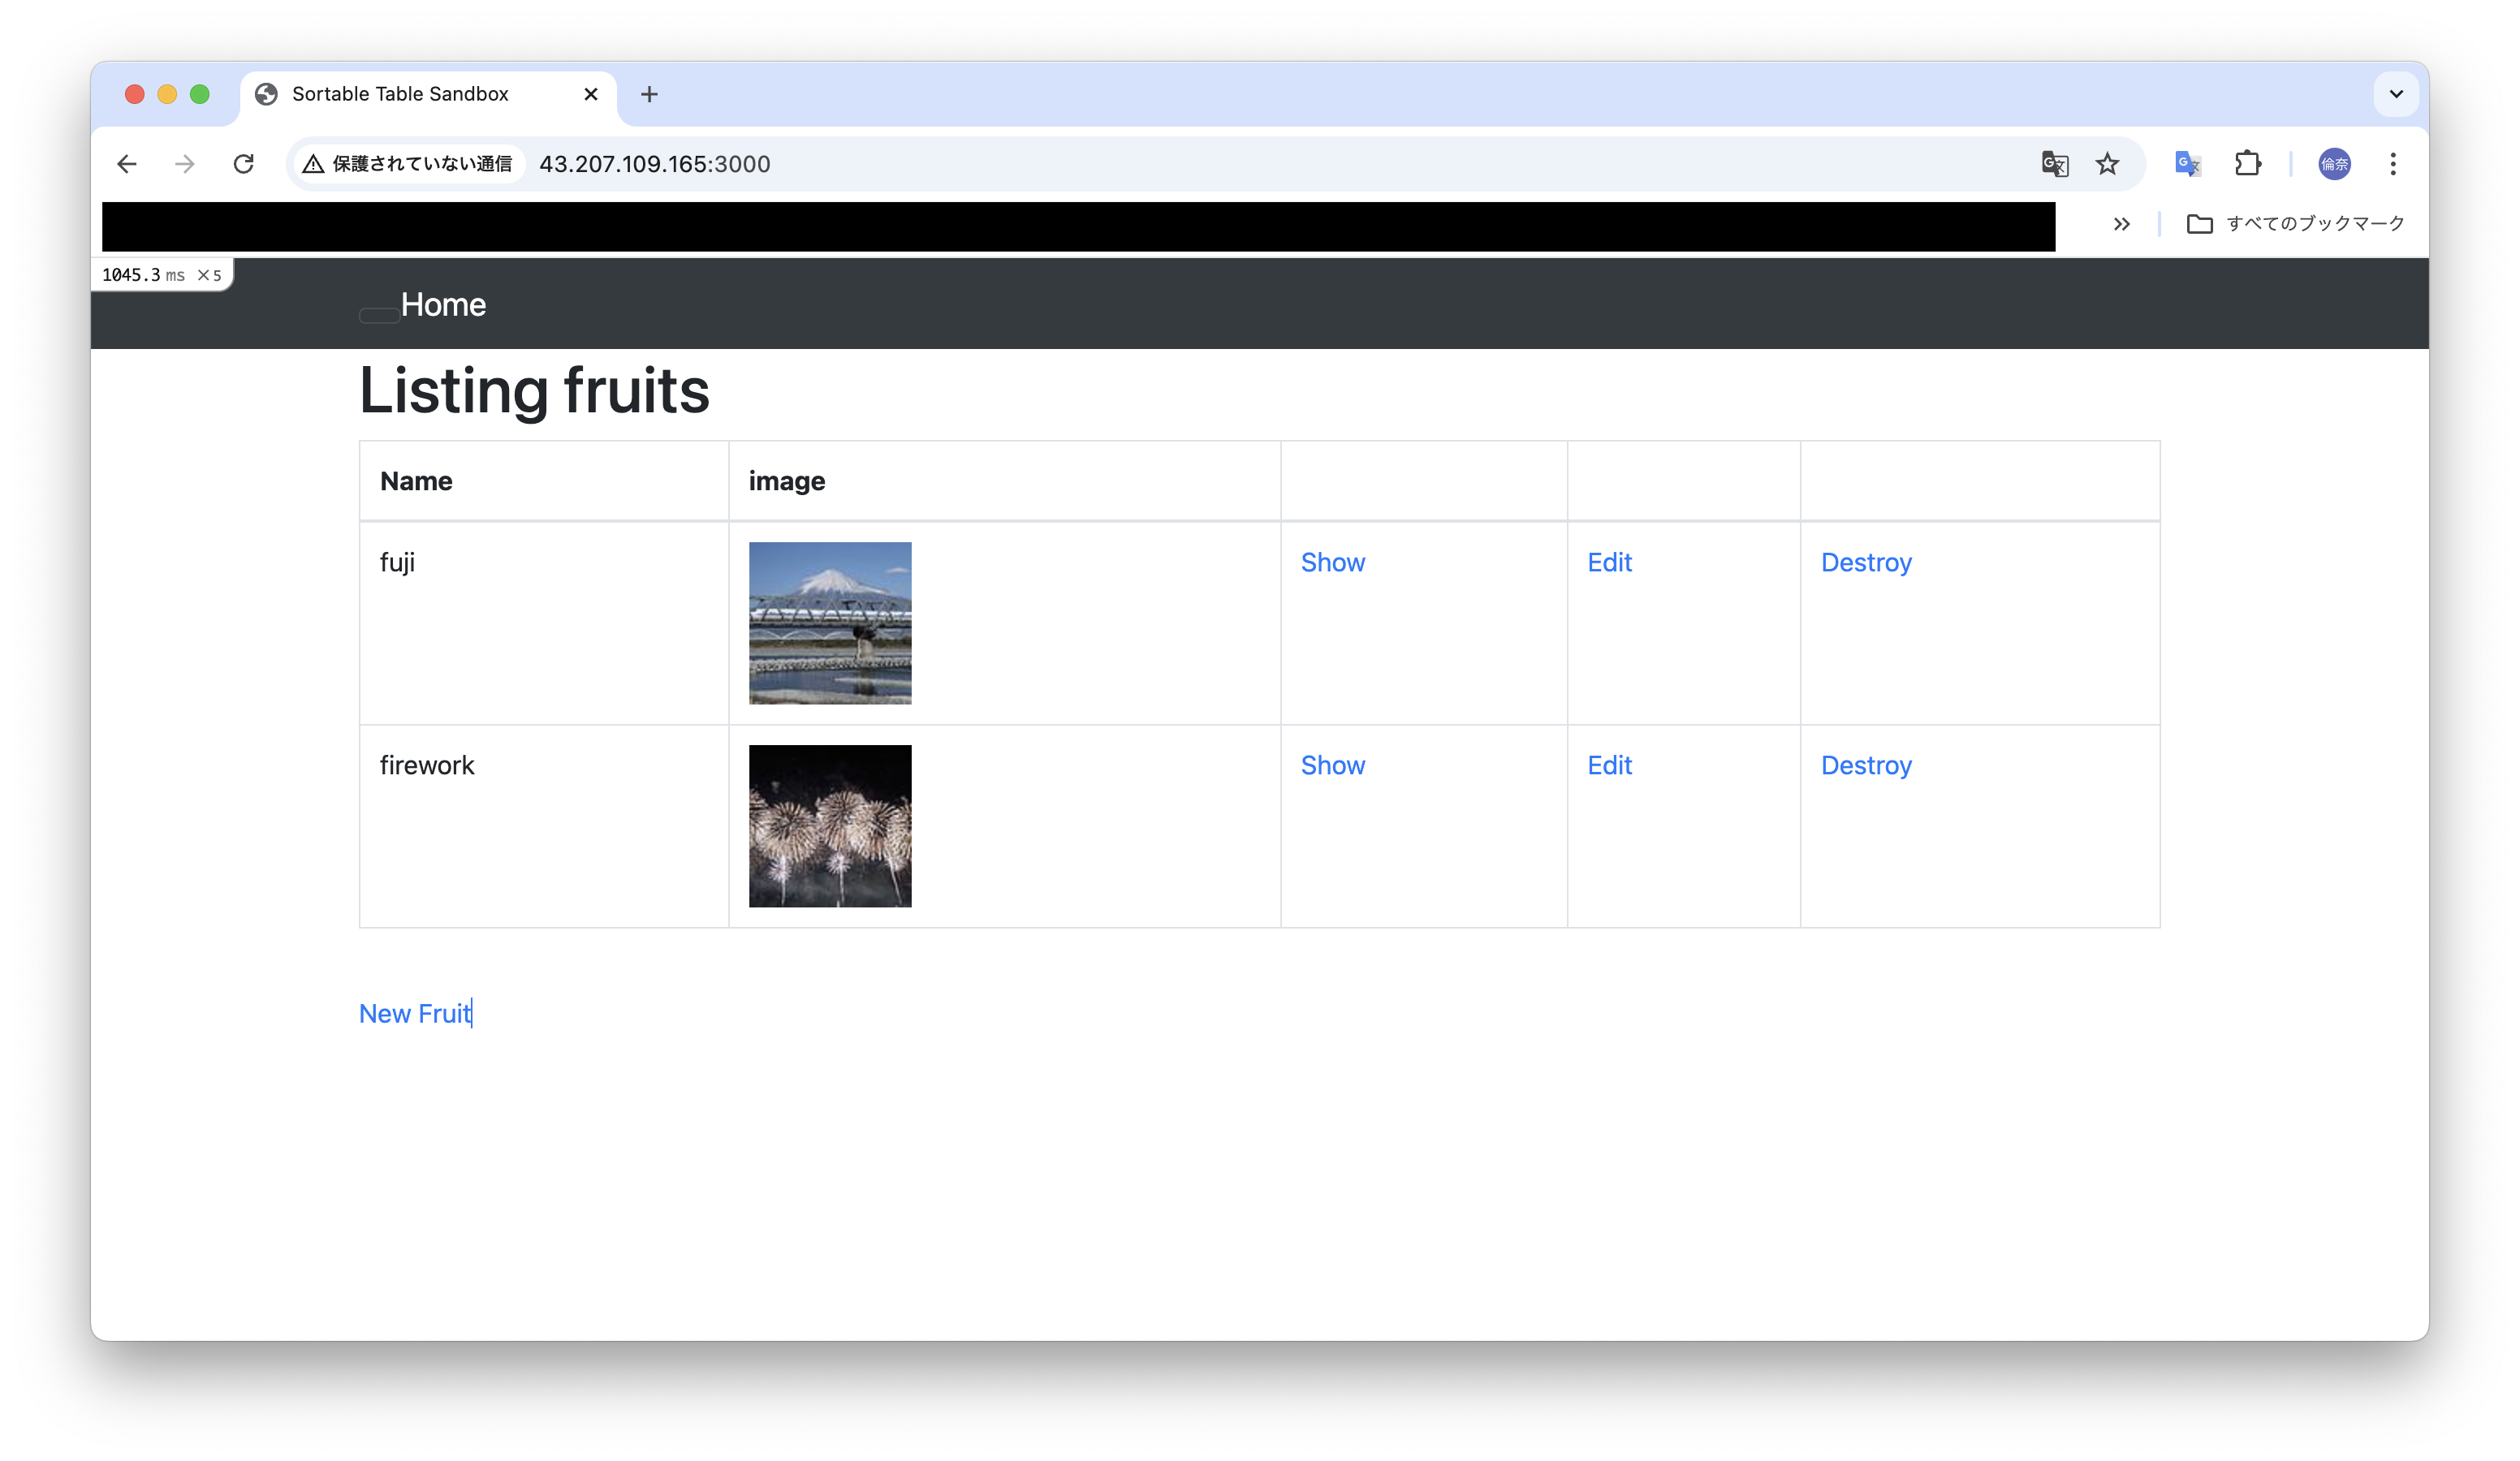 Sortable Table Sandbox
保護されていない通信 43.207.109.165:3000
倫奈
すべてのブックマーク
1045.3 ms ×5
Home
Listing fruits
Name image
fuji Show Edit Destroy
firework Show Edit Destroy
New Fruit